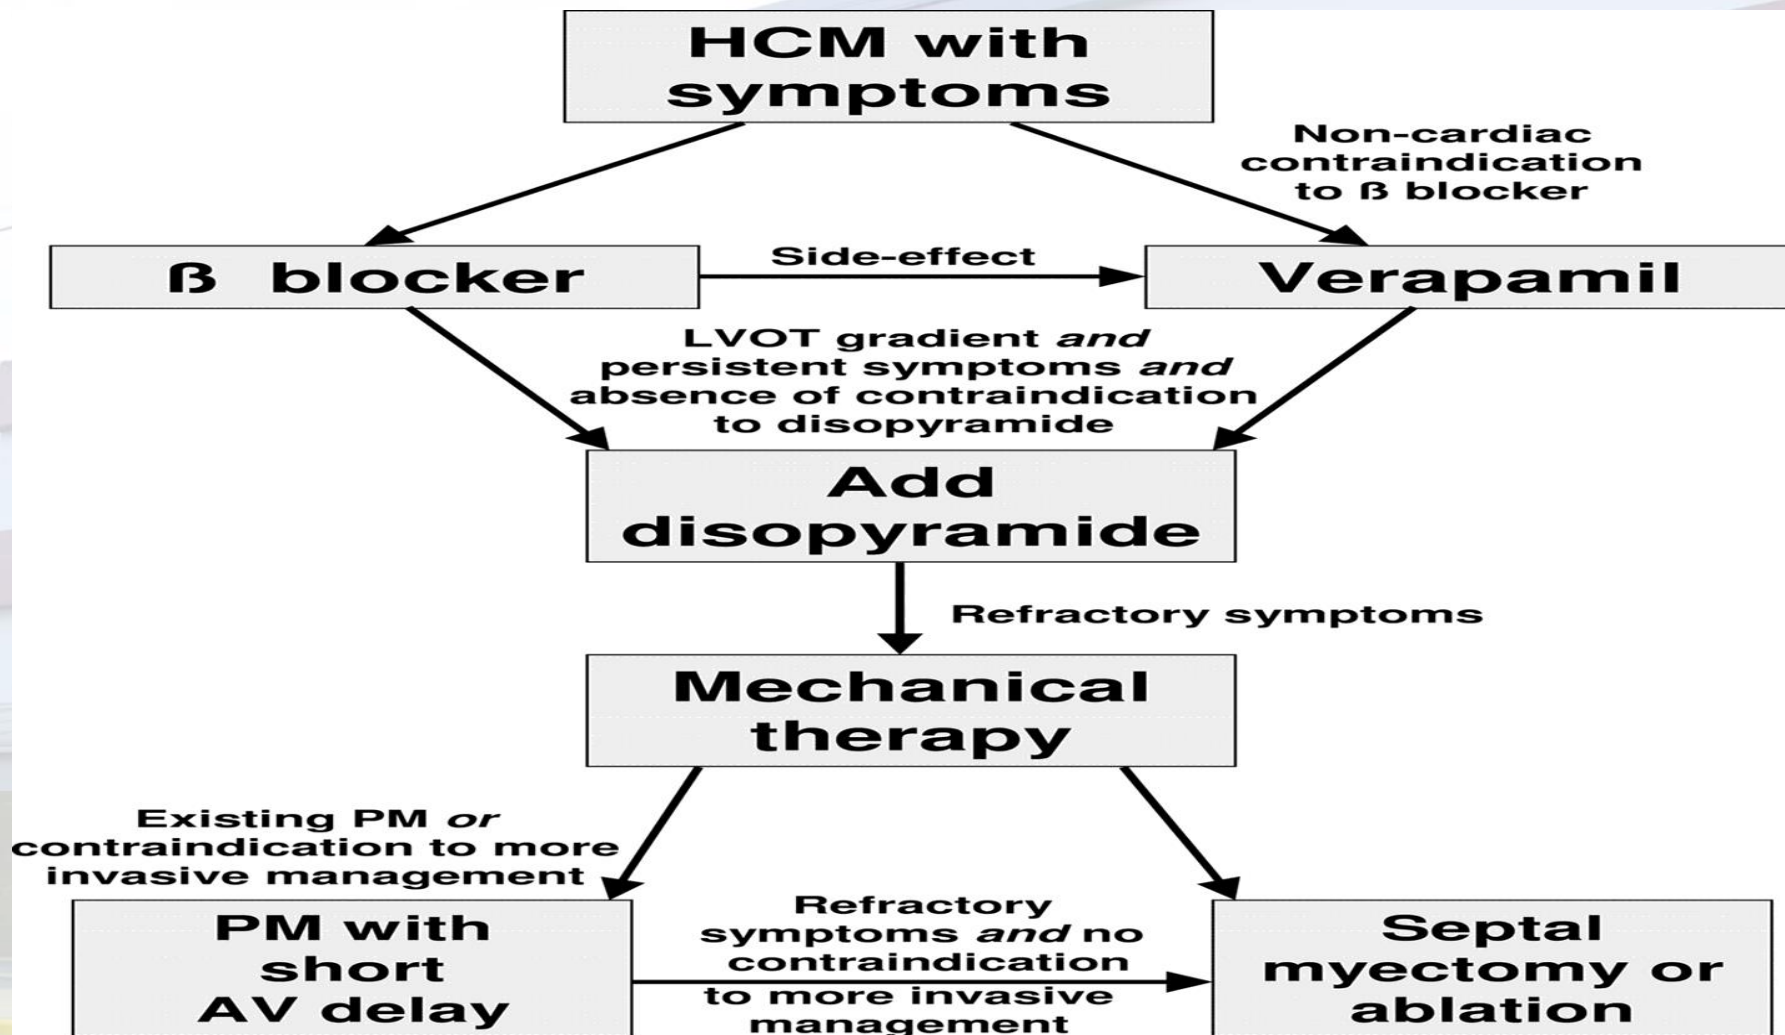 HCM with
symptoms
Non-cardiac
contraindication
to ß blocker
ß blocker
Side-effect
Verapamil
LVOT gradient and
persistent symptoms and
absence of contraindication
to disopyramide
Add
disopyramide
Refractory symptoms
Mechanical
therapy
Existing PM or
contraindication to more
invasive management
PM with
short
AV delay
Refractory
symptoms and no
contraindication
to more invasive
management
Septal
myectomy or
ablation